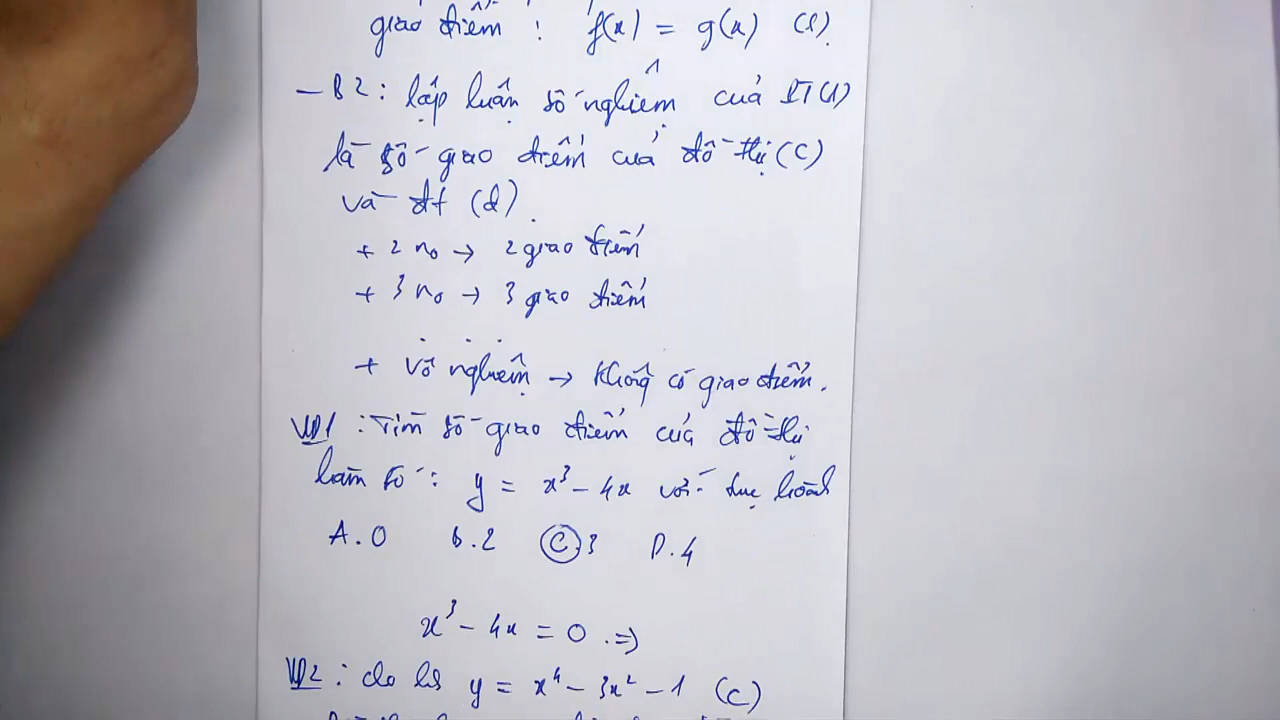 giao điểm : f(x) = g(x) (1).
– B2 : lập luận số nghiệm của PT(1)
là số giao điểm của đồ thị (C)
và đt (d).
+ 2 no → 2 giao điểm
+ 3 no → 3 giao điểm
. . .
+ Vô nghiệm → không có giao điểm.
VD1 : Tìm số giao điểm của đồ thị
hàm số : y = x³ – 4x với trục hoành
A. 0 B. 2 C. 3 D. 4
x³ – 4x = 0 ⇒
VD2 : cho hs y = x⁴ – 3x² – 1 (C)